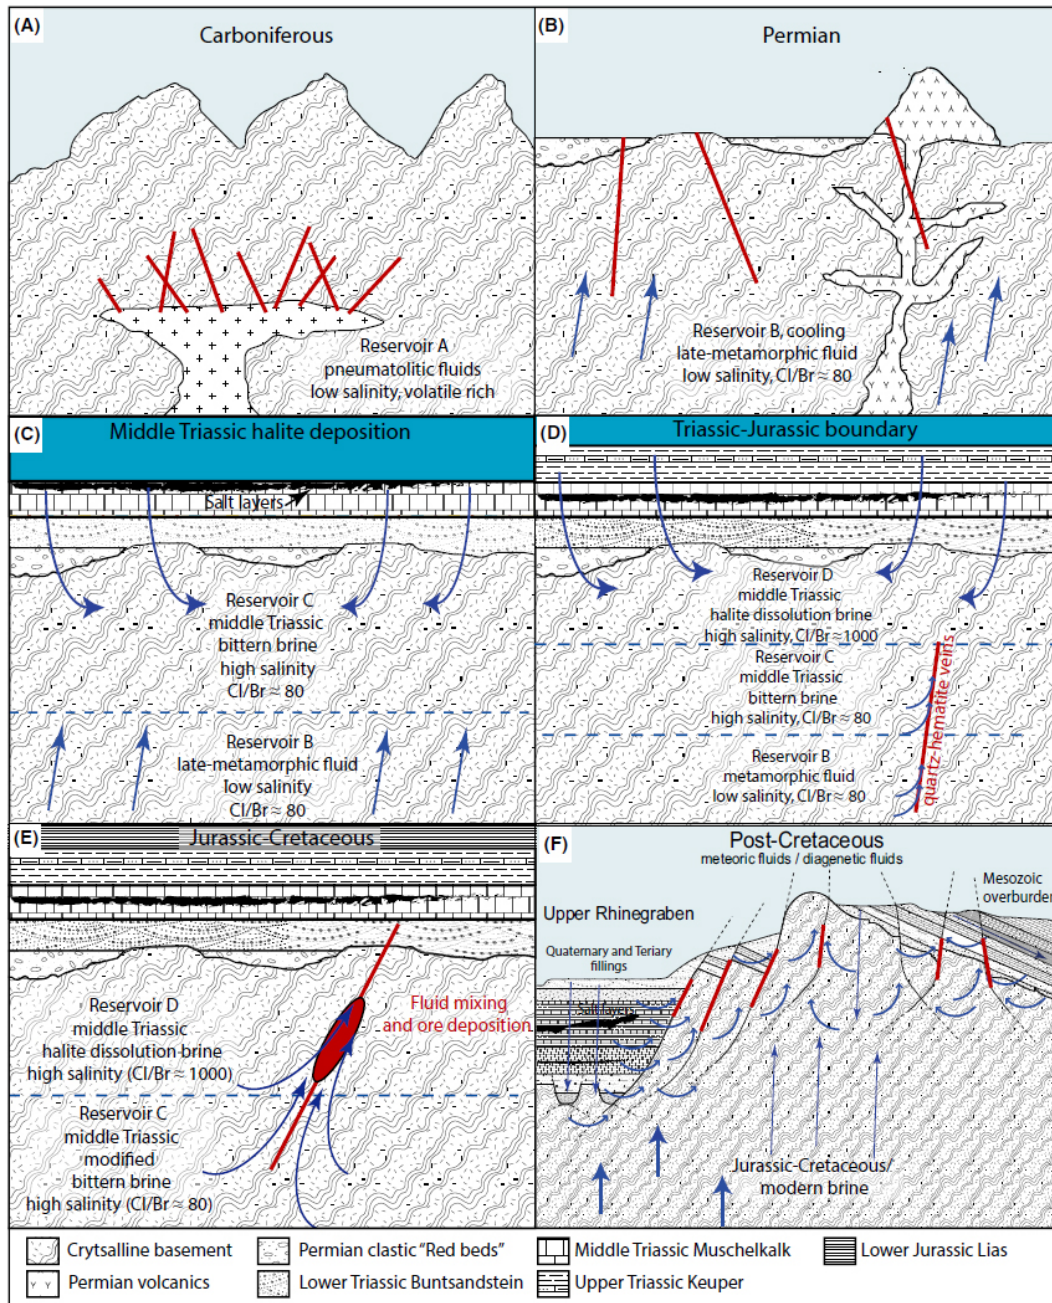 (A)
Carboniferous
Reservoir A
pneumatolitic fluids
low salinity, volatile rich
(B)
Permian
Reservoir B, cooling
late-metamorphic fluid
low salinity, Cl/Br ≈ 80
(C)
Middle Triassic halite deposition
Salt layers
Reservoir C
middle Triassic
bittern brine
high salinity
Cl/Br ≈ 80
Reservoir B
late-metamorphic fluid
low salinity
Cl/Br ≈ 80
(D)
Triassic-Jurassic boundary
Reservoir D
middle Triassic
halite dissolution brine
high salinity, Cl/Br ≈ 1000
Reservoir C
middle Triassic
bittern brine
high salinity, Cl/Br ≈ 80
Reservoir B
metamorphic fluid
low salinity, Cl/Br ≈ 80
quartz-hematite veins
(E)
Jurassic-Cretaceous
Fluid mixing
and ore deposition
Reservoir D
middle Triassic
halite dissolution brine
high salinity (Cl/Br ≈ 1000)
Reservoir C
middle Triassic
modified
bittern brine
high salinity (Cl/Br ≈ 80)
(F)
Post-Cretaceous
meteoric fluids / diagenetic fluids
Mesozoic
overburden
Upper Rhinegraben
Quaternary and Teriary
fillings
Salt layers
Jurassic-Cretaceous/
modern brine
Crytsalline basement
Permian clastic "Red beds"
Middle Triassic Muschelkalk
Lower Jurassic Lias
Permian volcanics
Lower Triassic Buntsandstein
Upper Triassic Keuper